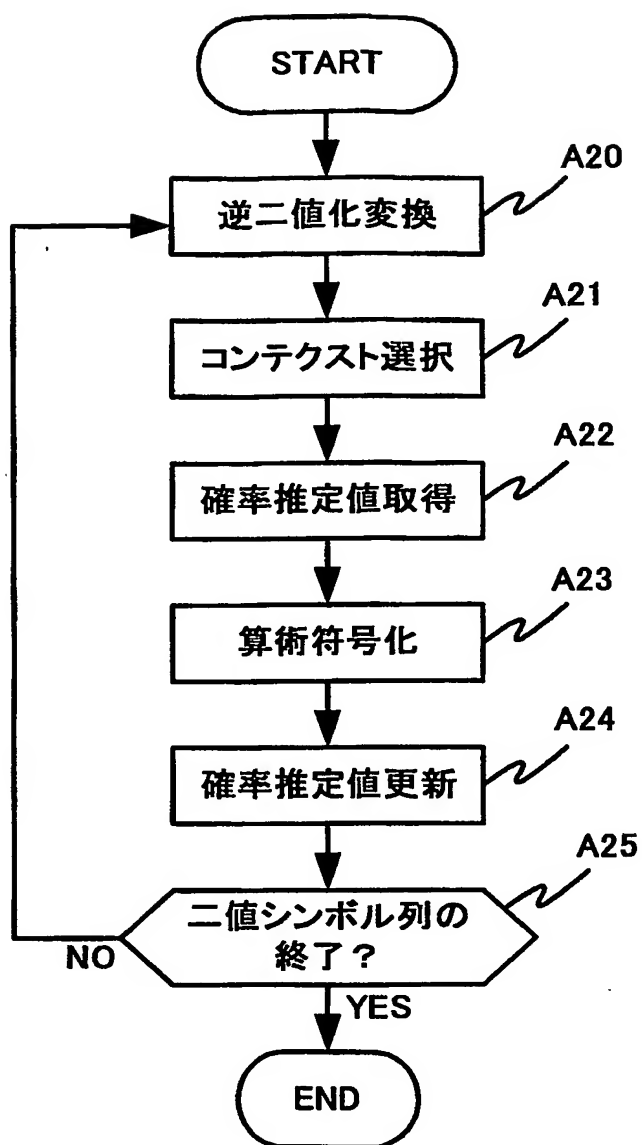 START
A20
逆二値化変換
A21
コンテクスト選択
A22
確率推定値取得
A23
算術符号化
A24
確率推定値更新
A25
二値シンボル列の
終了?
NO
YES
END